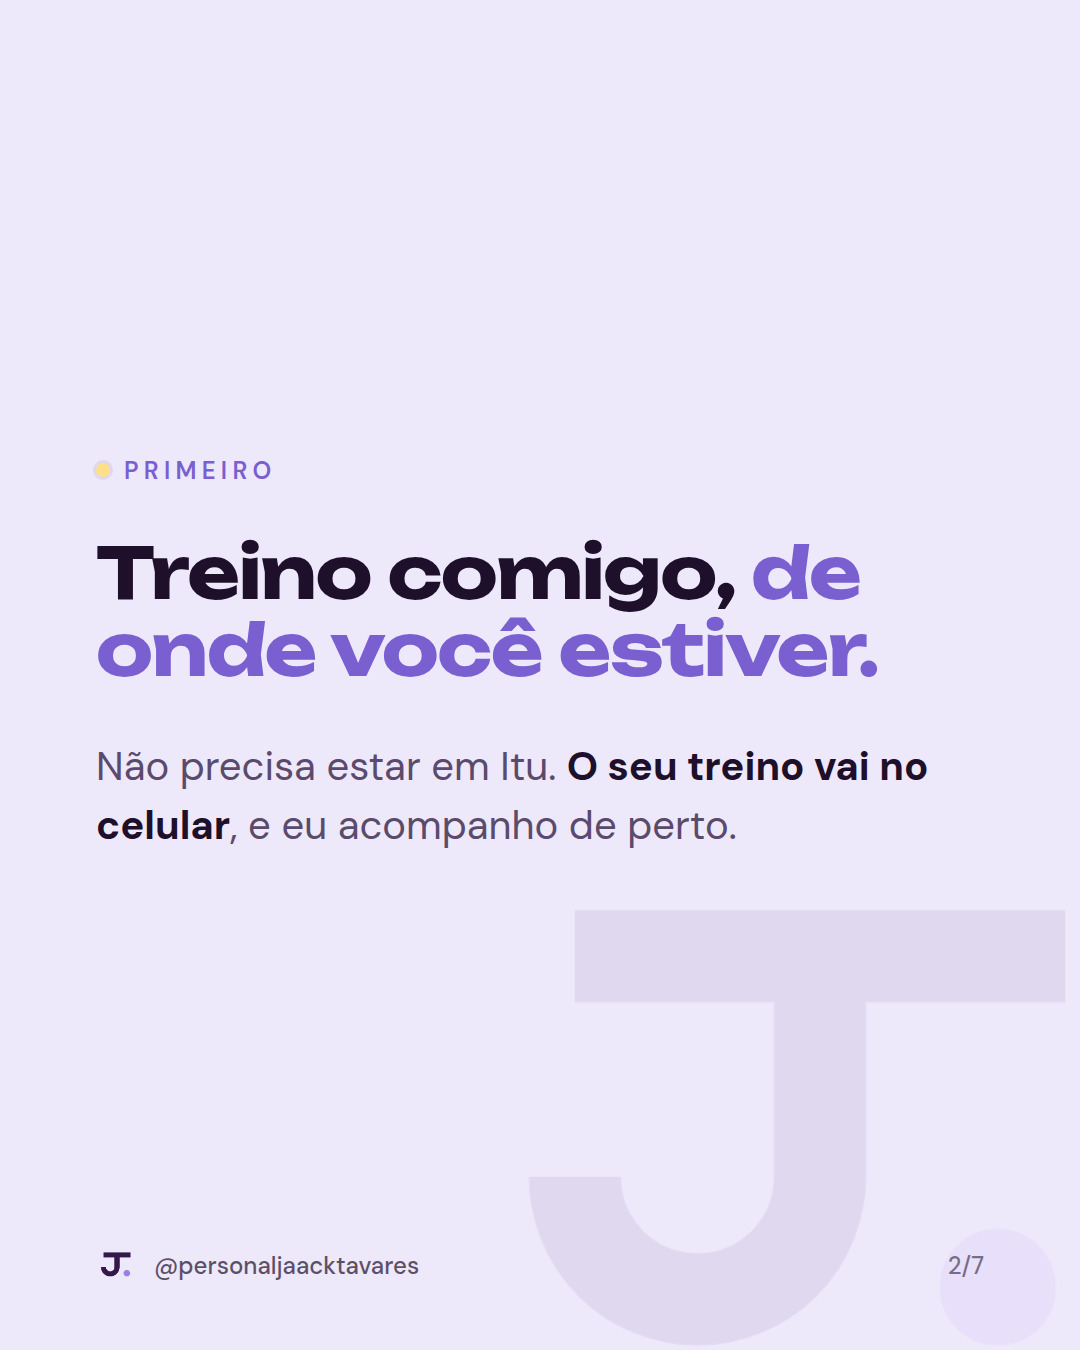 PRIMEIRO
Treino comigo, de
onde você estiver.
Não precisa estar em Itu. O seu treino vai no
celular, e eu acompanho de perto.
J. @personaljaacktavares
2/7